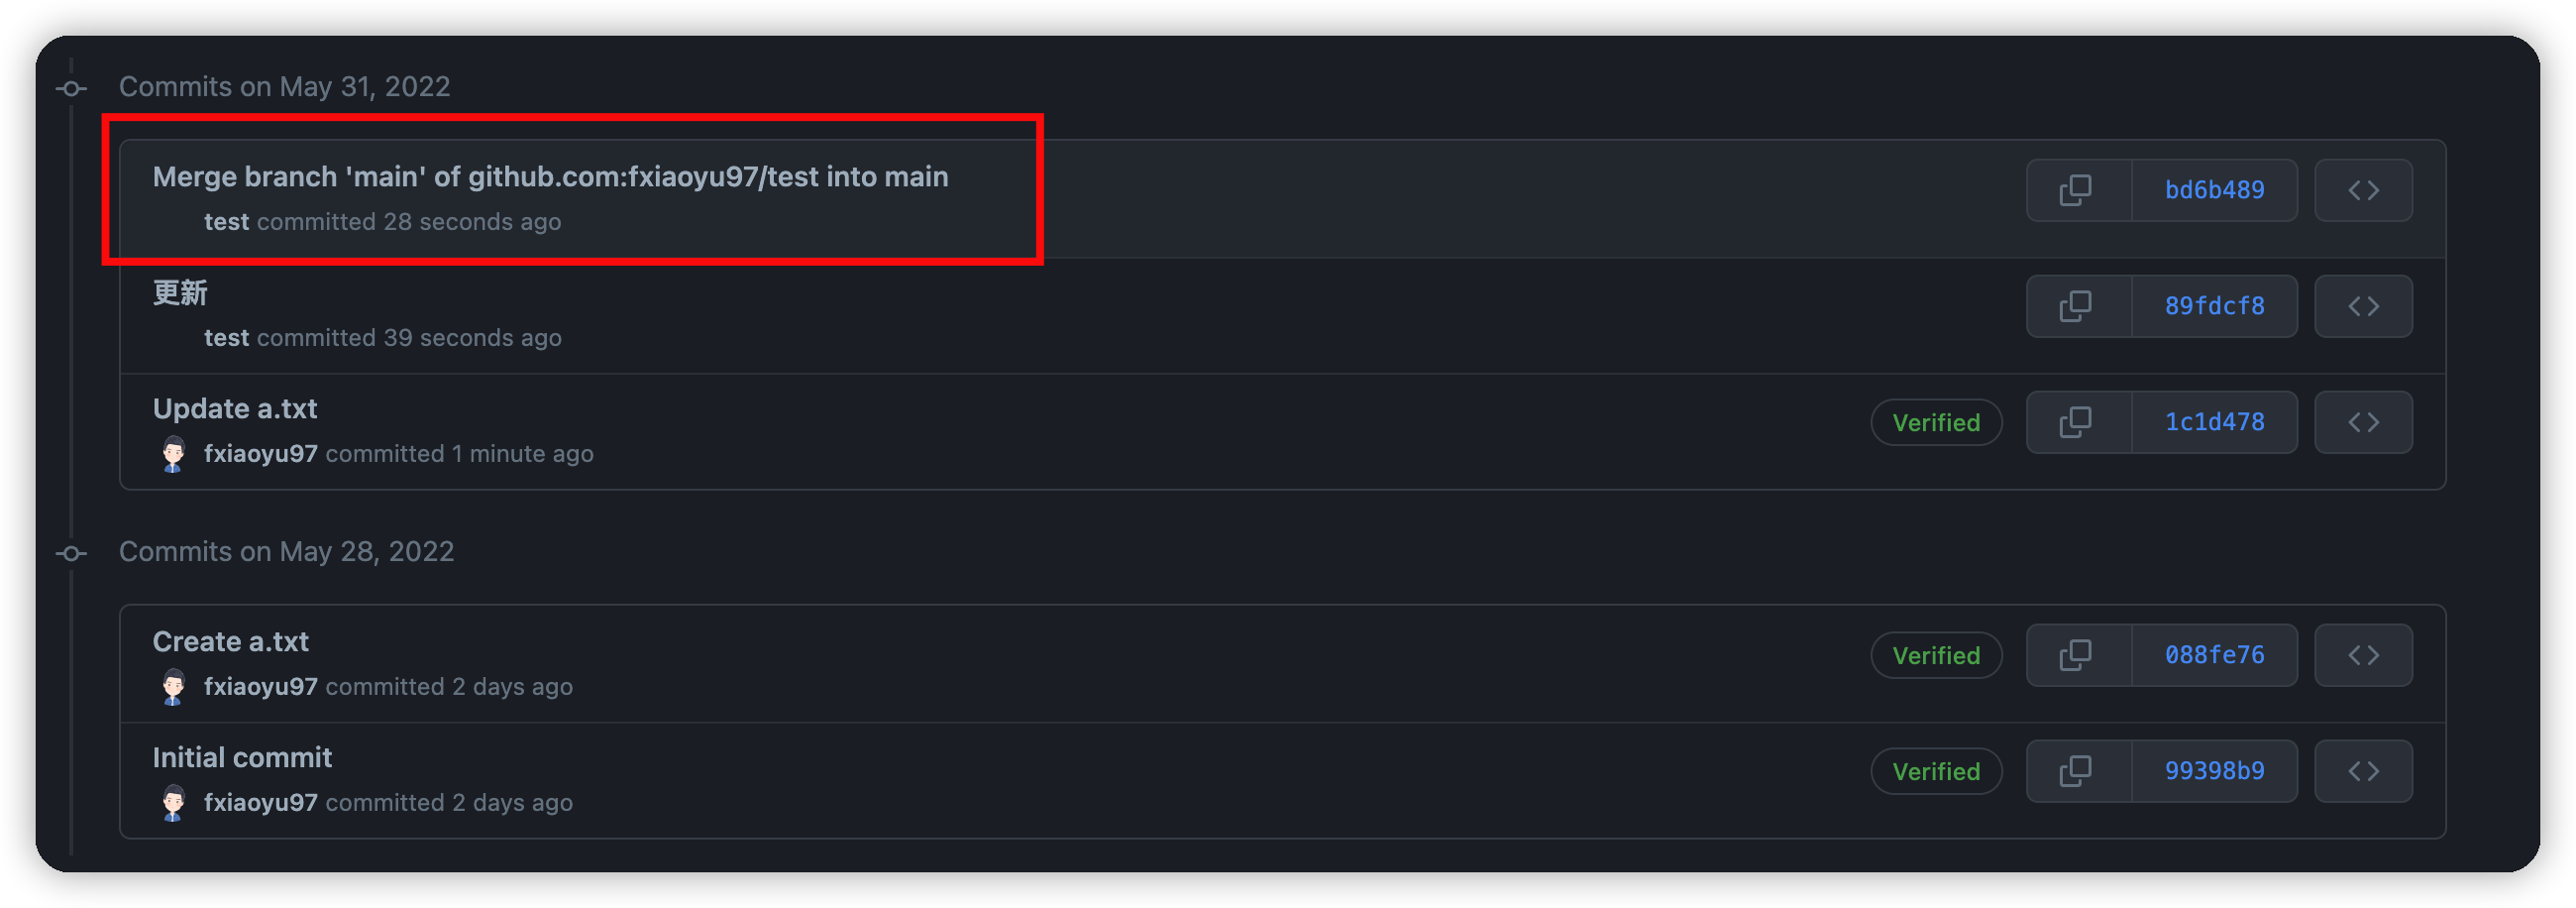 Commits on May 31, 2022
Merge branch 'main' of github.com:fxiaoyu97/test into main
test committed 28 seconds ago
bd6b489
更新
test committed 39 seconds ago
89fdcf8
Update a.txt
fxiaoyu97 committed 1 minute ago
Verified
1c1d478
Commits on May 28, 2022
Create a.txt
fxiaoyu97 committed 2 days ago
Verified
088fe76
Initial commit
fxiaoyu97 committed 2 days ago
Verified
99398b9